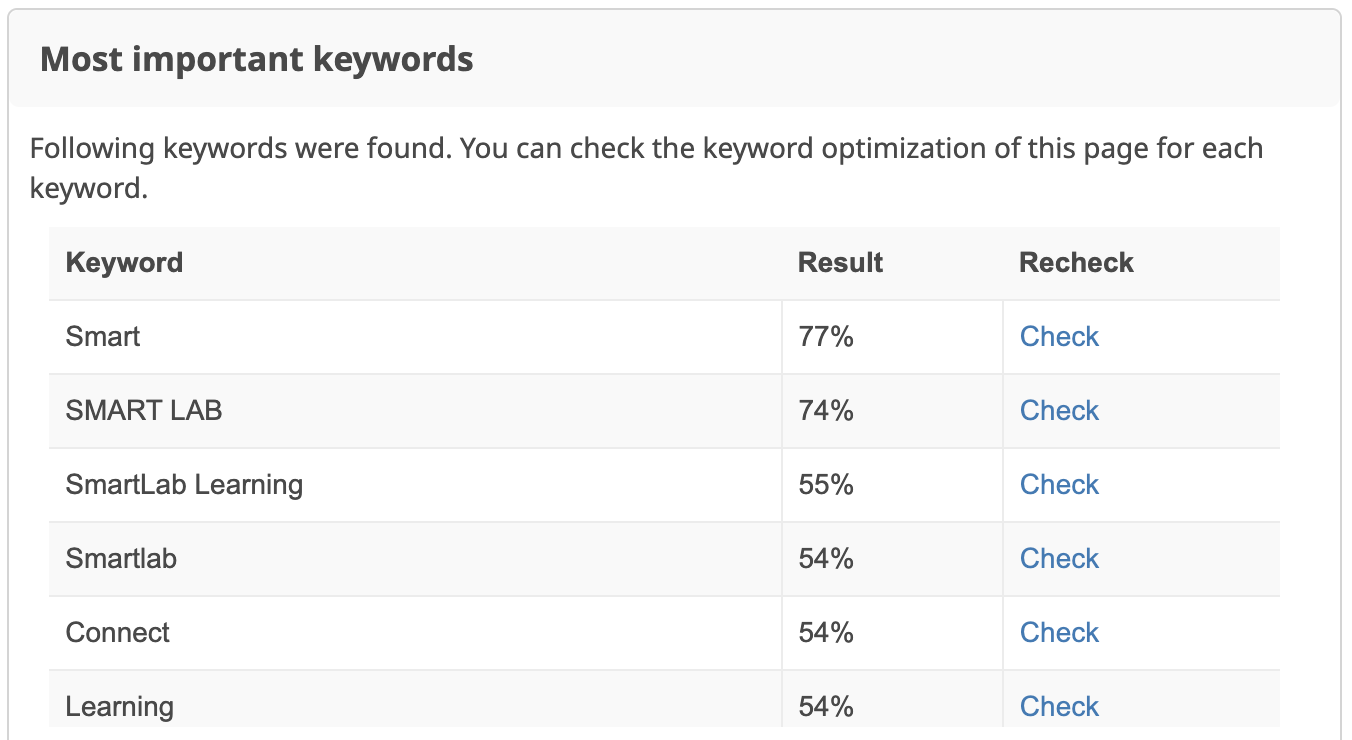 Most important keywords
Following keywords were found. You can check the keyword optimization of this page for each
keyword.
Keyword Result Recheck
Smart 77% Check
SMART LAB 74% Check
SmartLab Learning 55% Check
Smartlab 54% Check
Connect 54% Check
Learning 54% Check